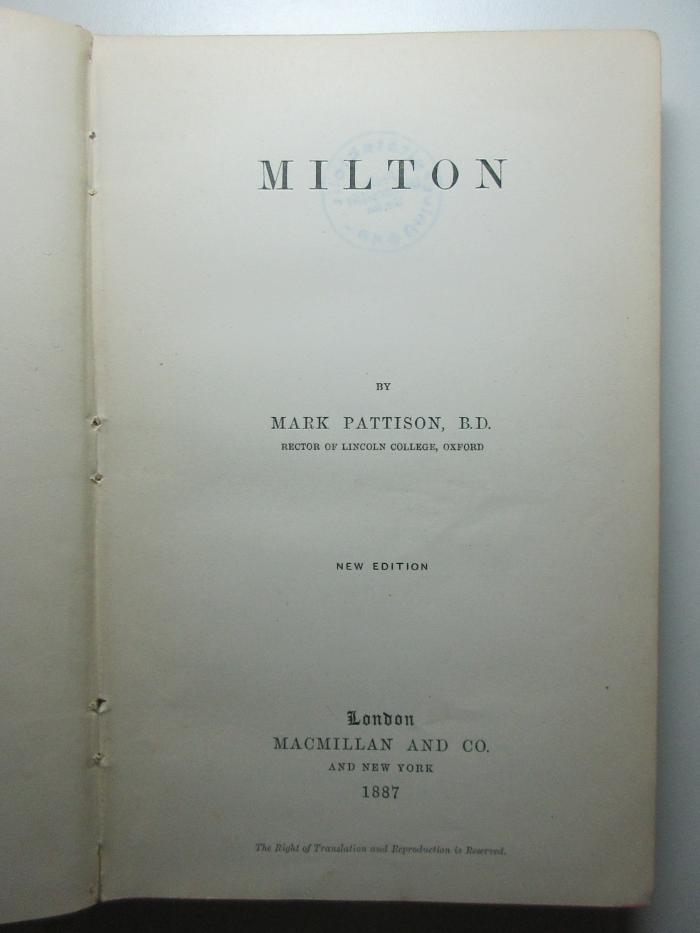 MILTON
BY
MARK PATTISON, B.D.
RECTOR OF LINCOLN COLLEGE, OXFORD
NEW EDITION
London
MACMILLAN AND CO.
AND NEW YORK
1887
The Right of Translation and Reproduction is Reserved.